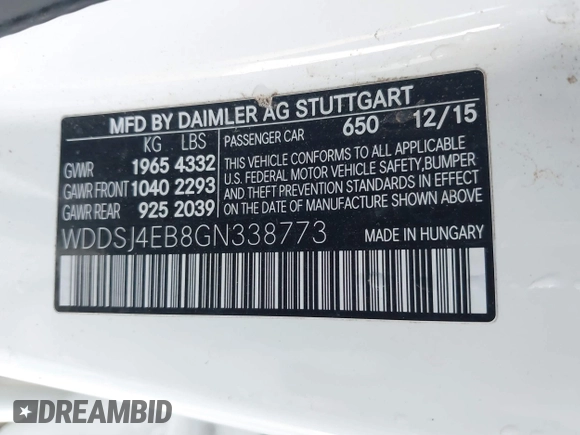 MFD BY DAIMLER AG STUTTGART
KG LBS PASSENGER CAR 650 12/15
GVWR 1965 4332 THIS VEHICLE CONFORMS TO ALL APPLICABLE
GAWR FRONT 1040 2293 U.S. FEDERAL MOTOR VEHICLE SAFETY, BUMPER
GAWR REAR 925 2039 AND THEFT PREVENTION STANDARDS IN EFFECT
ON THE DATE OF MANUFACTURE SHOWN ABOVE
WDDSJ4EB8GN338773 MADE IN HUNGARY
DREAMBID